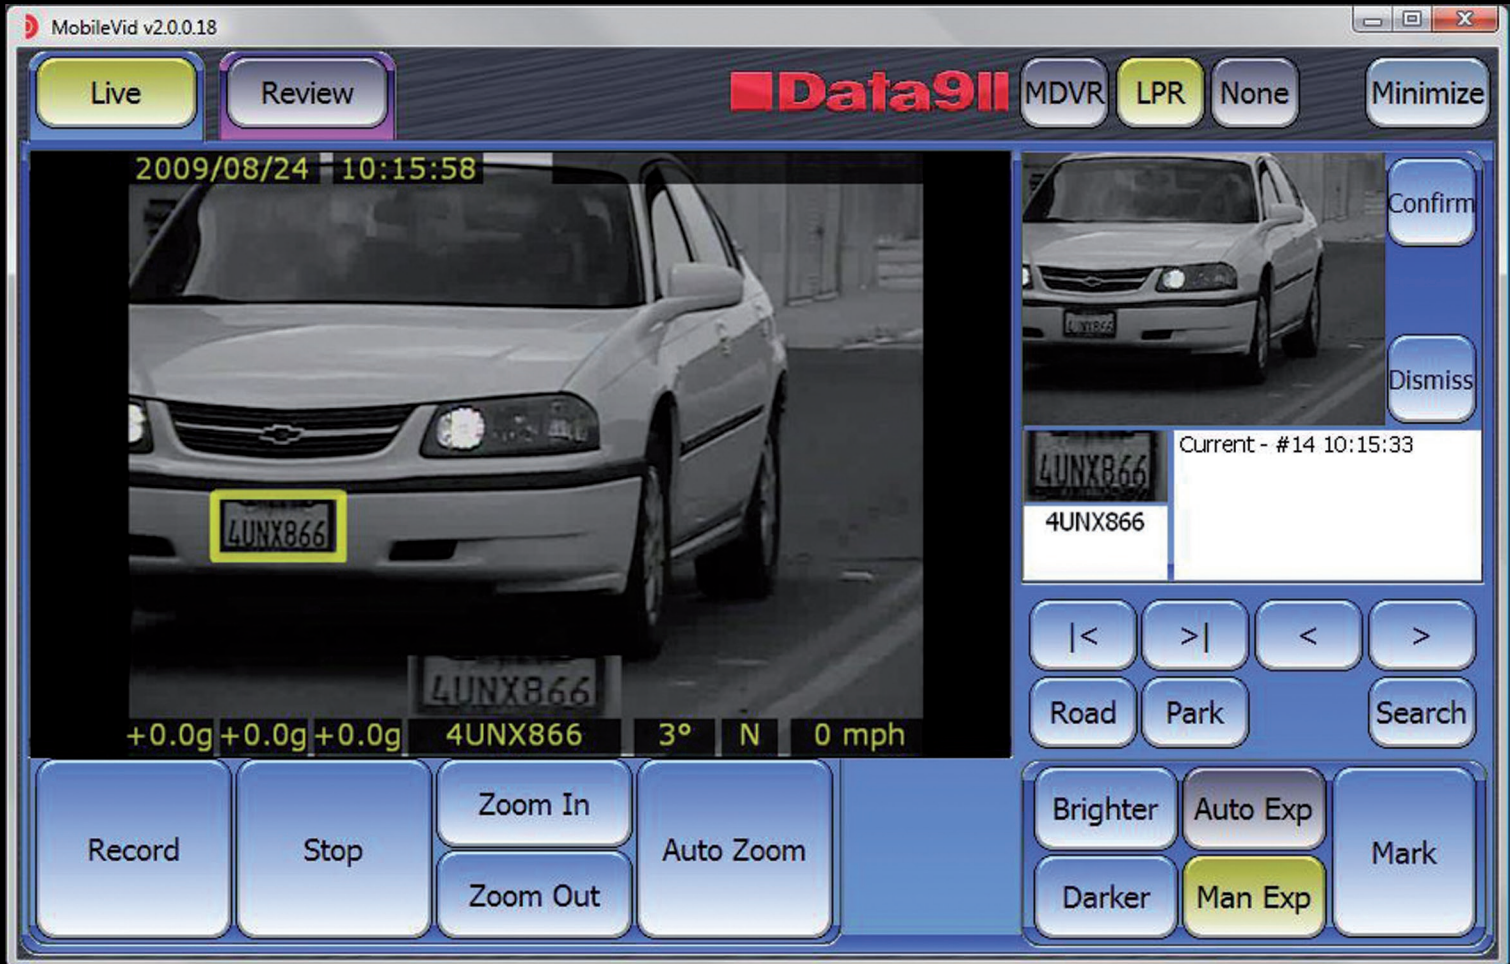 MobileVid v2.0.0.18
Live
Review
Data911
MDVR
LPR
None
Minimize
2009/08/24 10:15:58
4UNX866
4UNX866
+0.0g +0.0g +0.0g 4UNX866 3° N 0 mph
4UNX866
Confirm
Dismiss
4UNX866
4UNX866
Current - #14 10:15:33
|< >| < >
Road Park Search
Record
Stop
Zoom In
Zoom Out
Auto Zoom
Brighter
Auto Exp
Darker
Man Exp
Mark